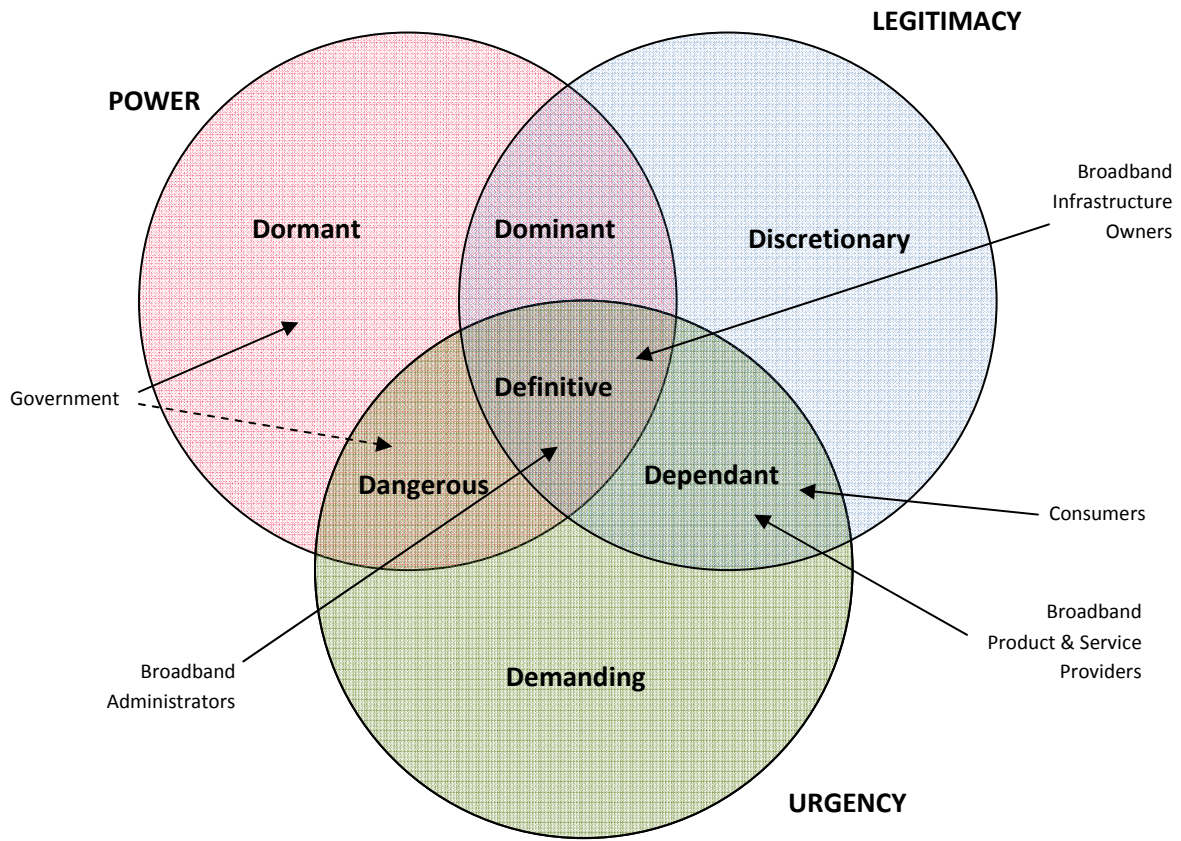 LEGITIMACY
POWER
Broadband
Infrastructure
Owners
Dormant
Dominant
Discretionary
Government
Definitive
Dangerous
Dependant
Consumers
Broadband
Product & Service
Providers
Broadband
Administrators
Demanding
URGENCY